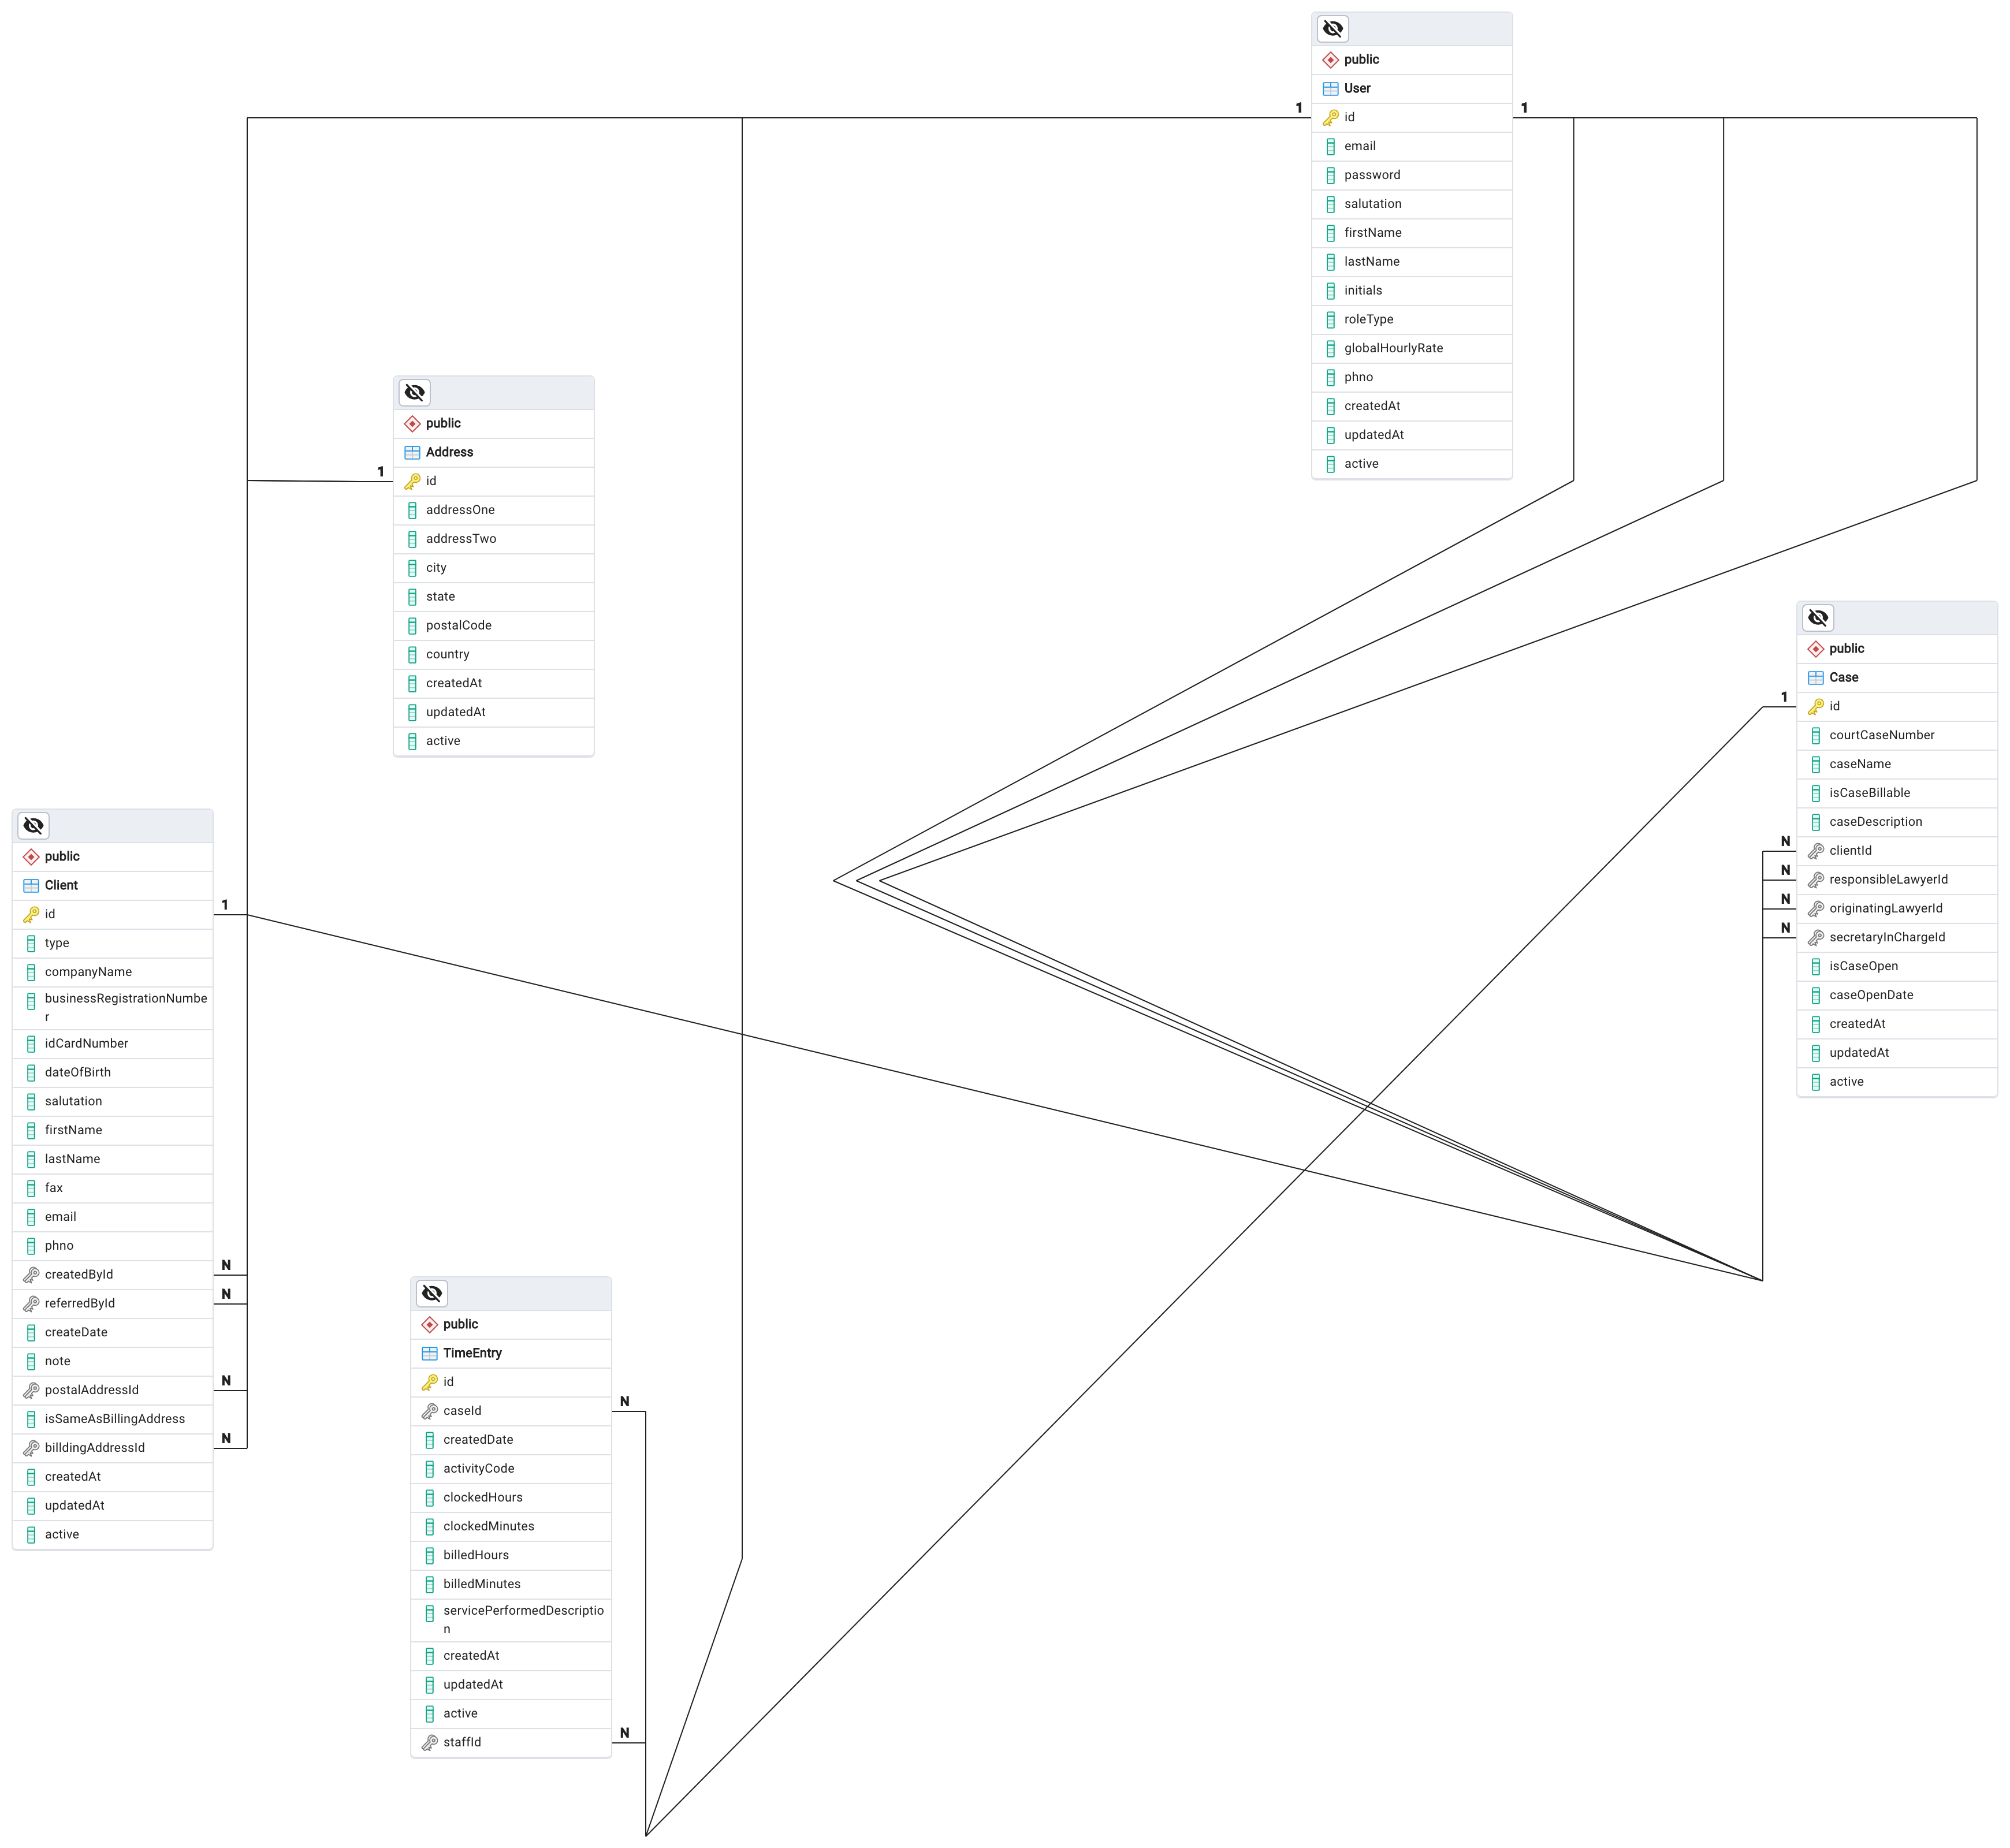 public
User
1
1
id
email
password
salutation
firstName
lastName
initials
roleType
globalHourlyRate
phno
createdAt
updatedAt
active
public
Address
1
id
addressOne
addressTwo
city
state
postalCode
country
createdAt
updatedAt
active
public
Case
1
id
courtCaseNumber
caseName
isCaseBillable
caseDescription
N
clientId
N
responsibleLawyerId
N
originatingLawyerId
N
secretaryInChargeId
isCaseOpen
caseOpenDate
createdAt
updatedAt
active
public
Client
id
1
type
companyName
businessRegistrationNumbe
r
idCardNumber
dateOfBirth
salutation
firstName
lastName
fax
email
phno
createdById
N
referredById
N
createDate
note
postalAddressId
N
isSameAsBillingAddress
billdingAddressId
N
createdAt
updatedAt
active
public
TimeEntry
id
caseId
N
createdDate
activityCode
clockedHours
clockedMinutes
billedHours
billedMinutes
servicePerformedDescriptio
n
createdAt
updatedAt
active
staffId
N